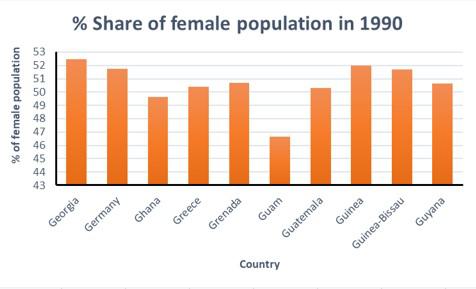 % Share of female population in 1990
% of female population
53
52
51
50
49
48
47
46
45
44
43
Georgia
Germany
Ghana
Greece
Grenada
Guam
Guatemala
Guinea
Guinea-Bissau
Guyana
Country